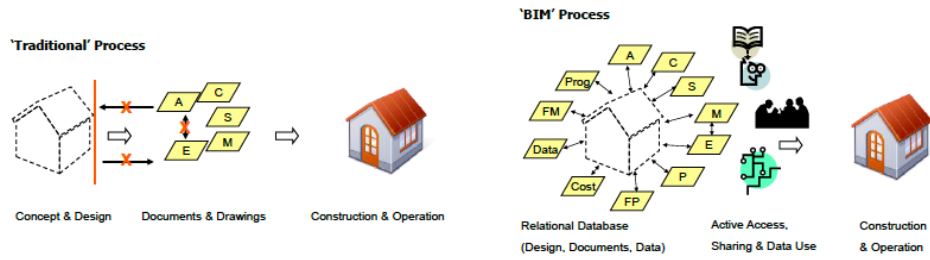 ‘Traditional’ Process
X
X
X
A
C
S
E
M
Concept & Design
Documents & Drawings
Construction & Operation
‘BIM’ Process
A
C
Prog
S
FM
M
Data
E
Cost
P
FP
Relational Database
(Design, Documents, Data)
Active Access,
Sharing & Data Use
Construction
& Operation